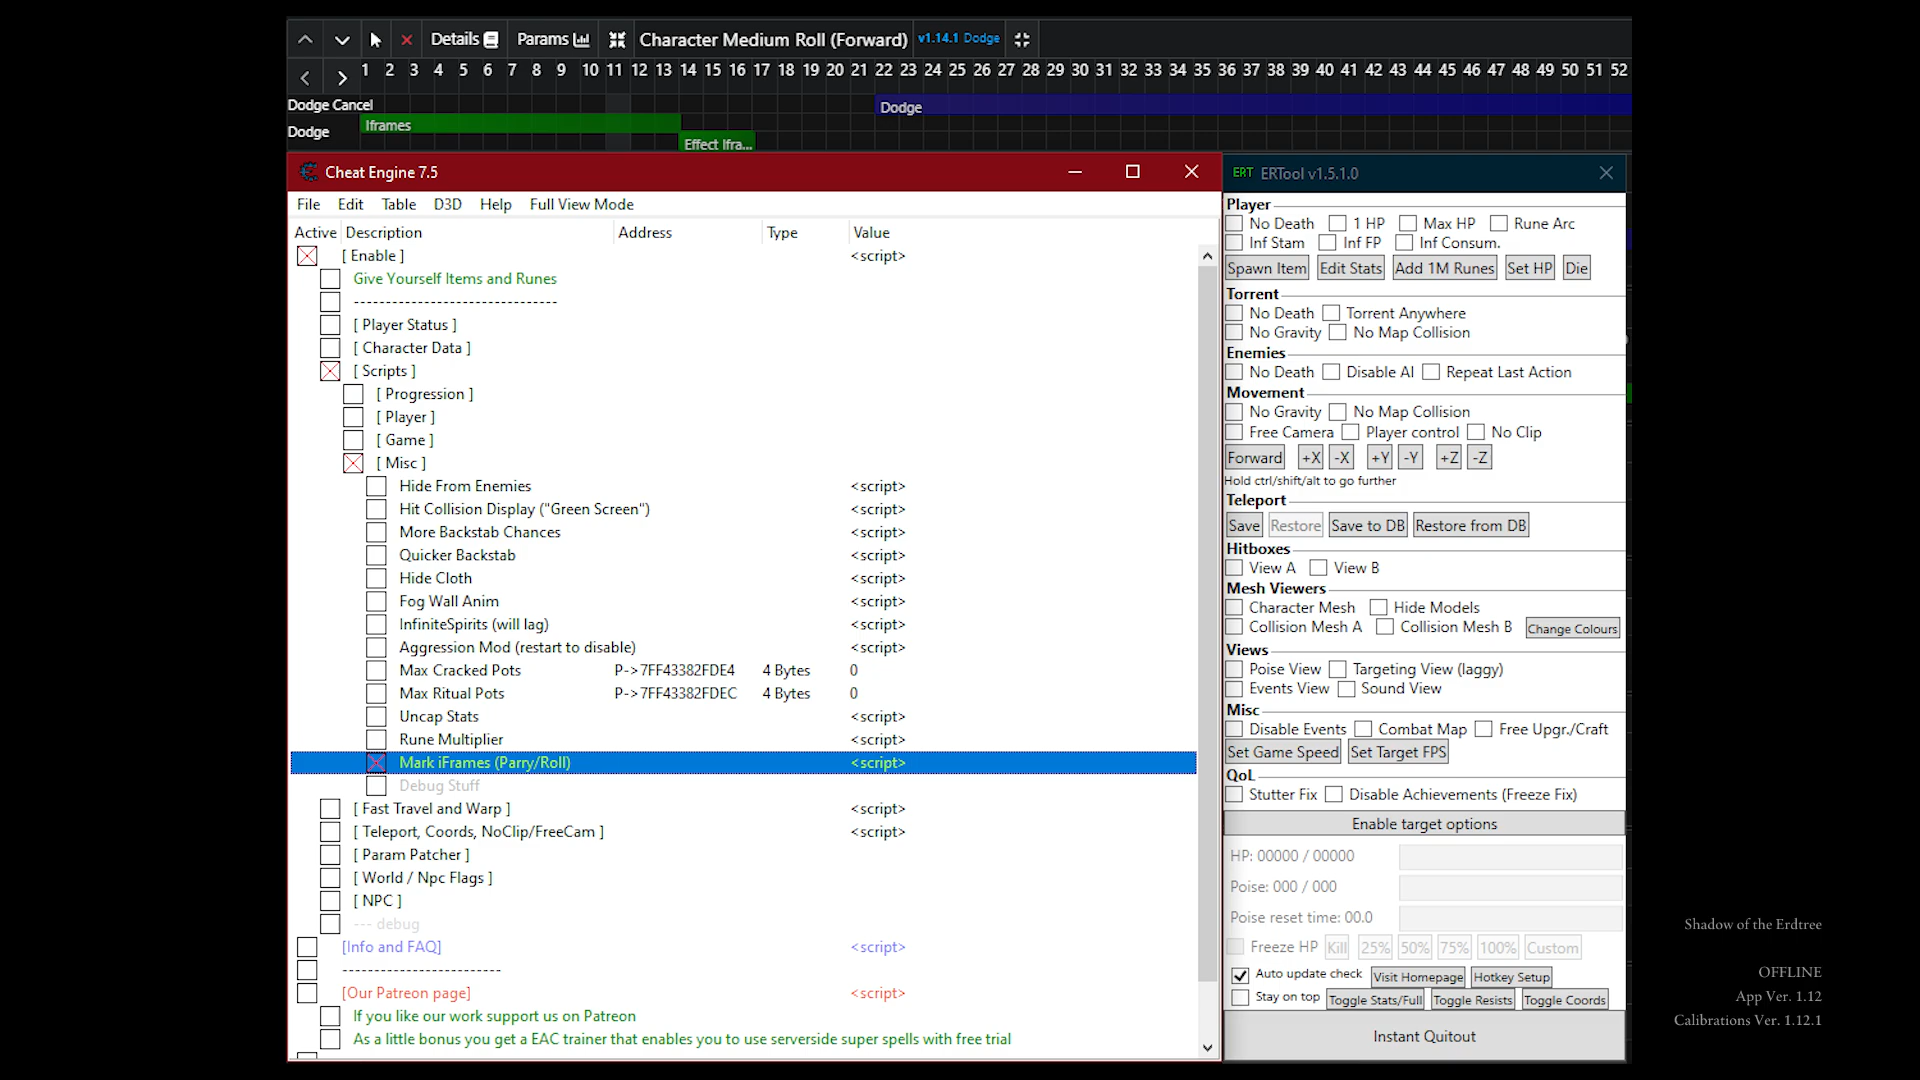 Details Params Character Medium Roll (Forward) v1.14.1 Dodge
1 2 3 4 5 6 7 8 9 10 11 12 13 14 15 16 17 18 19 20 21 22 23 24 25 26 27 28 29 30 31 32 33 34 35 36 37 38 39 40 41 42 43 44 45 46 47 48 49 50 51 52
Dodge Cancel Dodge
Dodge Iframes
Effect Ifra...
Cheat Engine 7.5
File Edit Table D3D Help Full View Mode
Active Description Address Type Value
[ Enable ] <script>
Give Yourself Items and Runes
--------------------------------
[ Player Status ]
[ Character Data ]
[ Scripts ]
[ Progression ]
[ Player ]
[ Game ]
[ Misc ]
Hide From Enemies <script>
Hit Collision Display ("Green Screen") <script>
More Backstab Chances <script>
Quicker Backstab <script>
Hide Cloth <script>
Fog Wall Anim <script>
InfiniteSpirits (will lag) <script>
Aggression Mod (restart to disable) <script>
Max Cracked Pots P->7FF43382FDE4 4 Bytes 0
Max Ritual Pots P->7FF43382FDEC 4 Bytes 0
Uncap Stats <script>
Rune Multiplier <script>
Mark iFrames (Parry/Roll) <script>
Debug Stuff
[ Fast Travel and Warp ] <script>
[ Teleport, Coords, NoClip/FreeCam ] <script>
[ Param Patcher ]
[ World / Npc Flags ]
[ NPC ]
--- debug
[Info and FAQ] <script>
-------------------------
[Our Patreon page] <script>
If you like our work support us on Patreon
As a little bonus you get a EAC trainer that enables you to use serverside super spells with free trial
ERT ERTool v1.5.1.0
Player
No Death 1 HP Max HP Rune Arc
Inf Stam Inf FP Inf Consum.
Spawn Item Edit Stats Add 1M Runes Set HP Die
Torrent
No Death Torrent Anywhere
No Gravity No Map Collision
Enemies
No Death Disable AI Repeat Last Action
Movement
No Gravity No Map Collision
Free Camera Player control No Clip
Forward +X -X +Y -Y +Z -Z
Hold ctrl/shift/alt to go further
Teleport
Save Restore Save to DB Restore from DB
Hitboxes
View A View B
Mesh Viewers
Character Mesh Hide Models
Collision Mesh A Collision Mesh B Change Colours
Views
Poise View Targeting View (laggy)
Events View Sound View
Misc
Disable Events Combat Map Free Upgr./Craft
Set Game Speed Set Target FPS
QoL
Stutter Fix Disable Achievements (Freeze Fix)
Enable target options
HP: 00000 / 00000
Poise: 000 / 000
Poise reset time: 00.0
Freeze HP Kill 25% 50% 75% 100% Custom
Auto update check Visit Homepage Hotkey Setup
Stay on top Toggle Stats/Full Toggle Resists Toggle Coords
Instant Quitout
Shadow of the Erdtree
OFFLINE
App Ver. 1.12
Calibrations Ver. 1.12.1